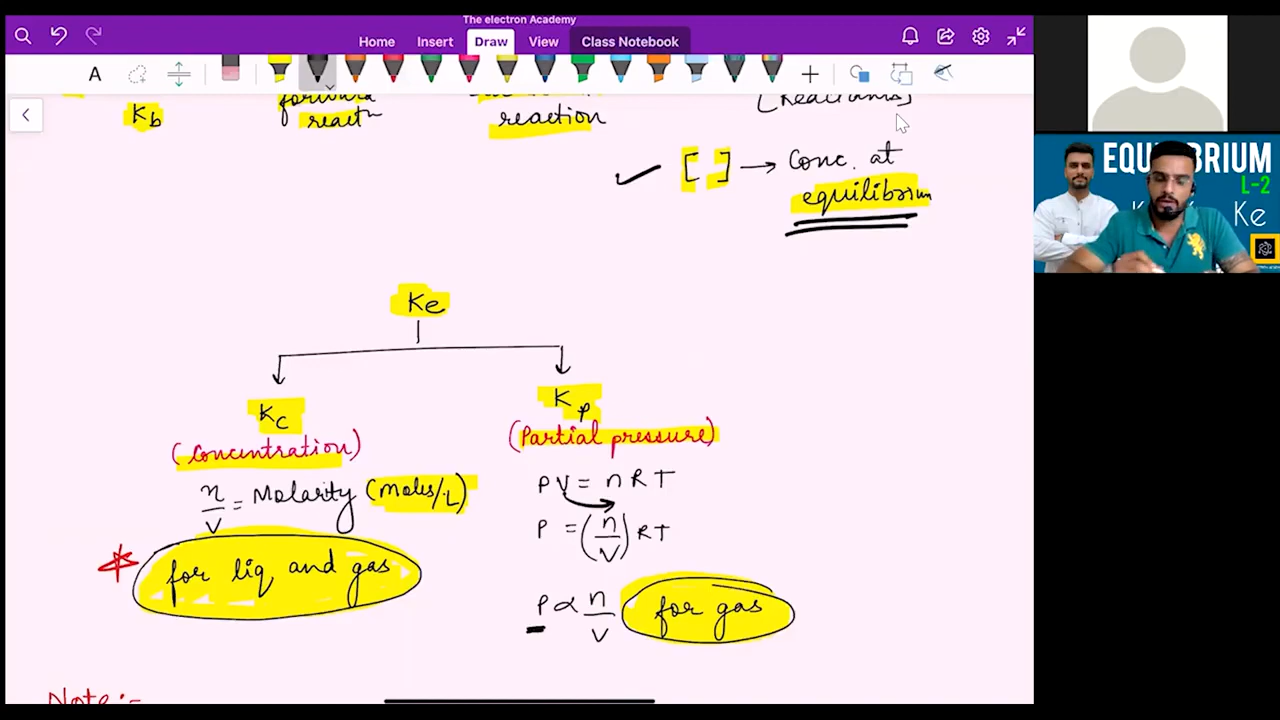 The electron Academy
Home Insert Draw View Class Notebook
A
Kb
forward
reactn
reaction
(Reactants)
[ ] → Conc. at
equilibrium
EQUILIBRIUM
L-2
Ke
Ke
Kc
Kp
(Concentration)
(Partial pressure)
n/V = Molarity (moles/L)
PV = nRT
P = (n/V) RT
* for liq and gas
P ∝ n/V for gas
Note :-